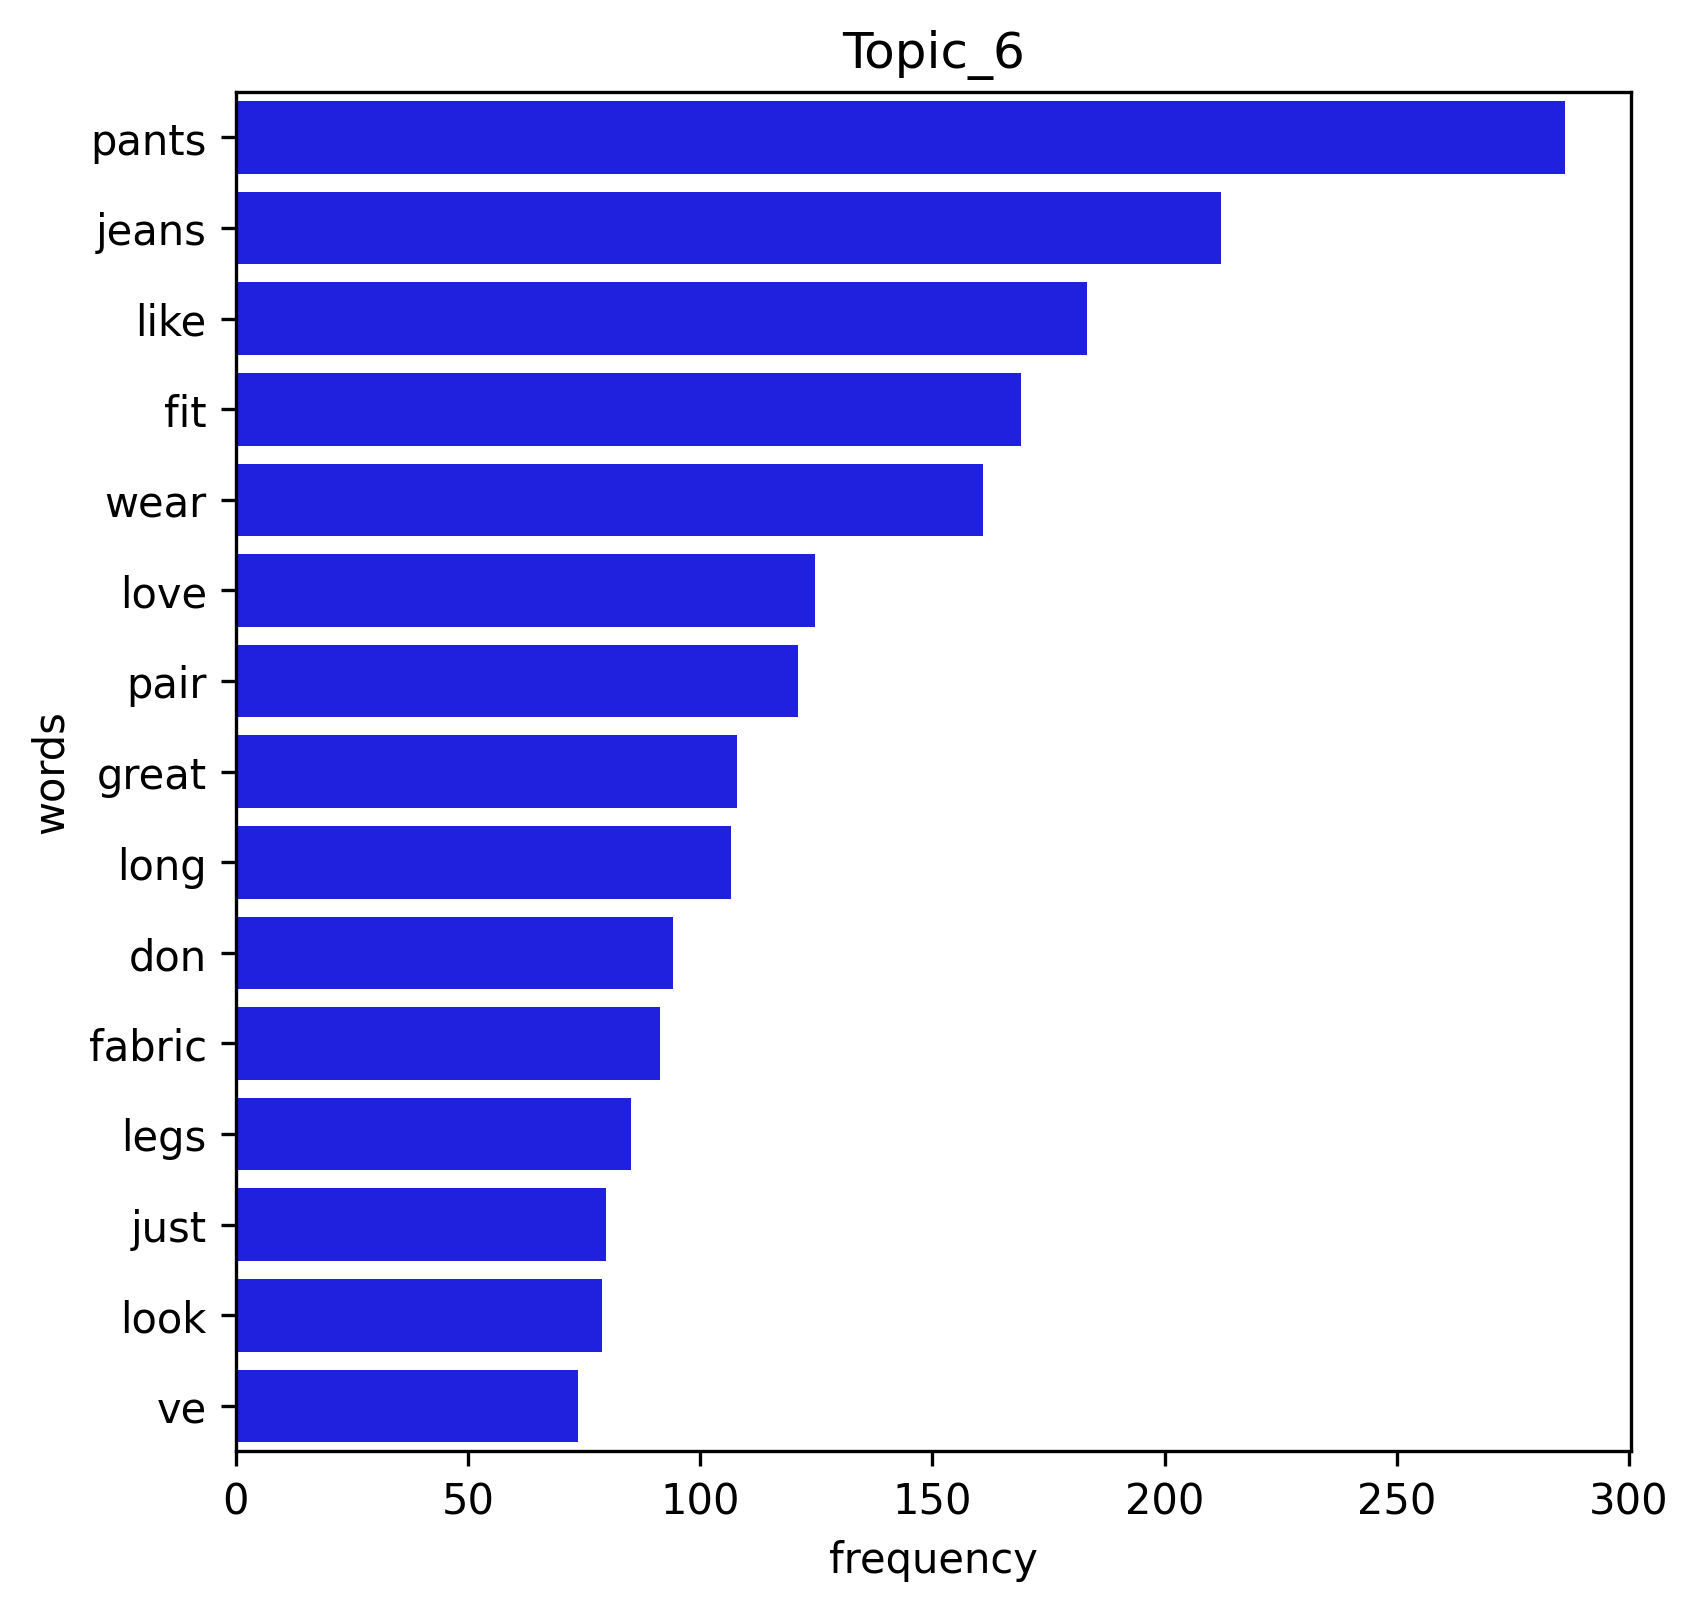 Topic_6
pants
jeans
like
fit
wear
love
pair
great
long
don
fabric
legs
just
look
ve
words
0 50 100 150 200 250 300
frequency